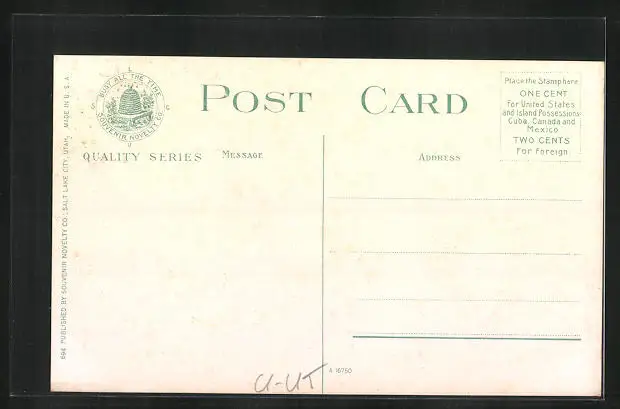 L
BUSY ALL THE TIME
S C
SOUVENIR NOVELTY CO.
U
POST CARD
Place the Stamp here
ONE CENT
For United States
and Island Possessions
Cuba, Canada and
Mexico
TWO CENTS
For Foreign.
QUALITY SERIES
MESSAGE
ADDRESS
694 PUBLISHED BY SOUVENIR NOVELTY CO., SALT LAKE CITY, UTAH. MADE IN U.S.A.
A 16750
U-UT